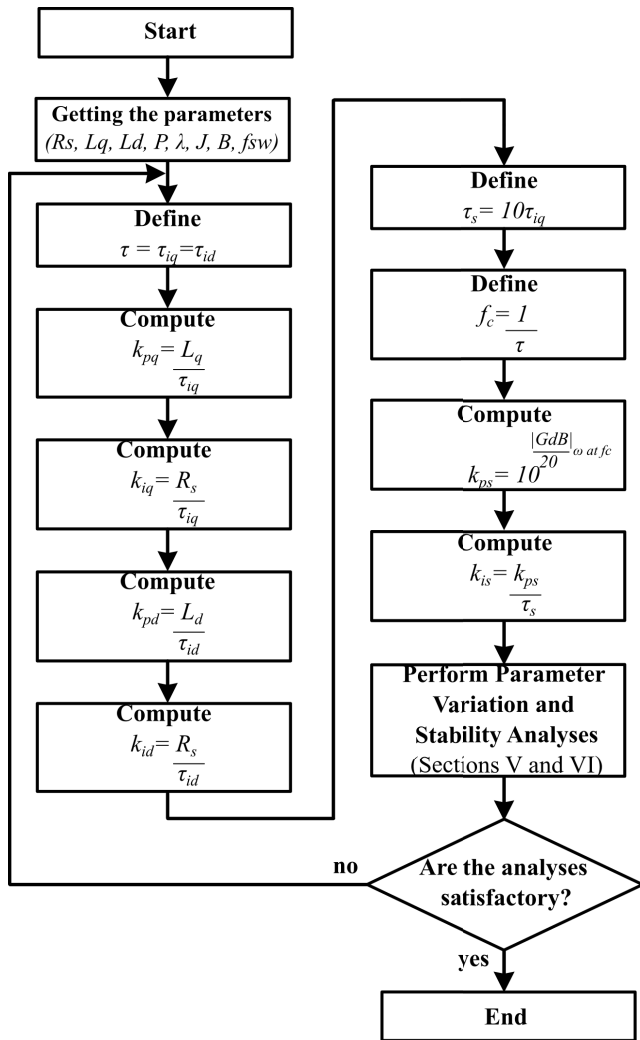 Start
Getting the parameters
(Rs, Lq, Ld, P, λ, J, B, fsw)
Define
τ = τiq=τid
Compute
kpq= Lq
τiq
Compute
kiq= Rs
τiq
Compute
kpd= Ld
τid
Compute
kid= Rs
τid
Define
τs= 10τiq
Define
fc= 1
τ
Compute
|GdB|
20 ω at fc
kps= 10
Compute
kis= kps
τs
Perform Parameter
Variation and
Stability Analyses
(Sections V and VI)
no
Are the analyses
satisfactory?
yes
End